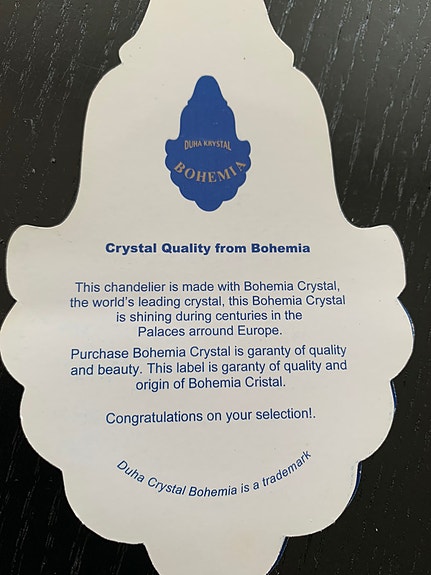 DUHA KRYSTAL
BOHEMIA
Crystal Quality from Bohemia
This chandelier is made with Bohemia Crystal,
the world's leading crystal, this Bohemia Crystal
is shining during centuries in the
Palaces arround Europe.
Purchase Bohemia Crystal is garanty of quality
and beauty. This label is garanty of quality and
origin of Bohemia Cristal.
Congratulations on your selection!.
Duha Crystal Bohemia is a trademark